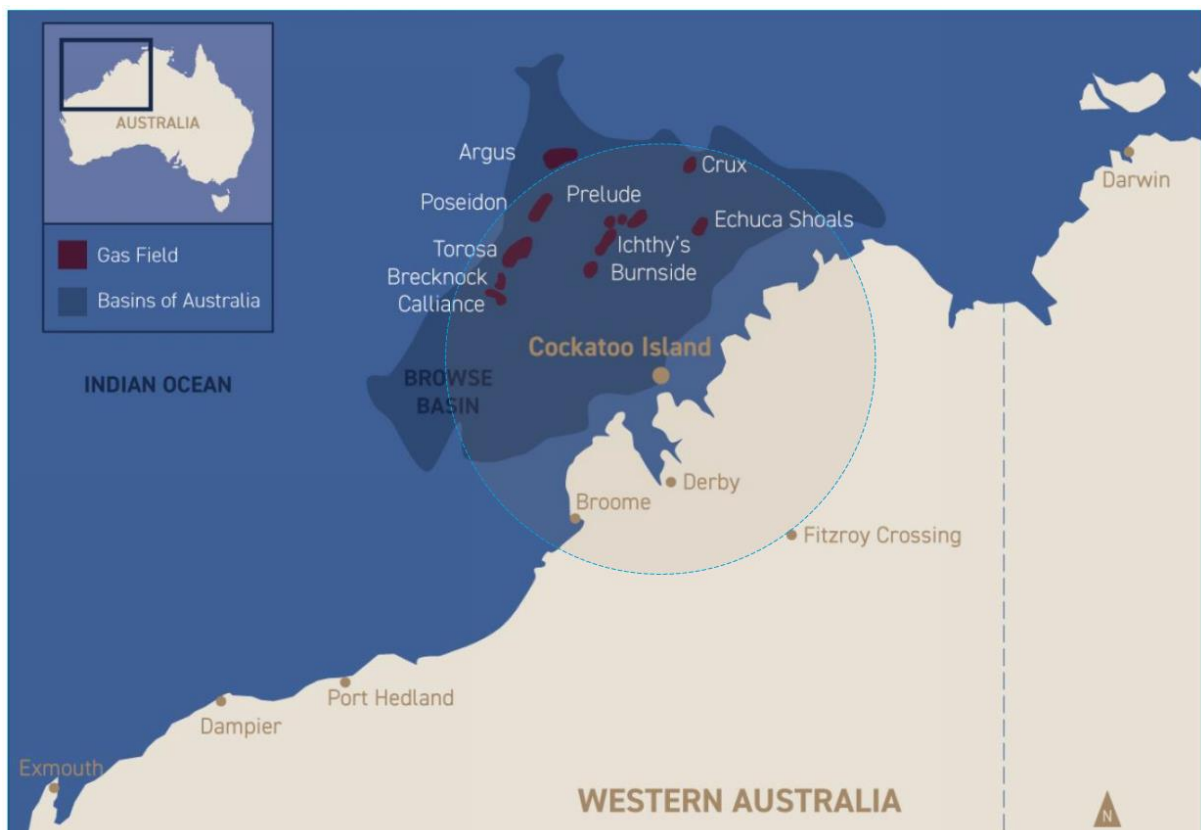 AUSTRALIA
Gas Field
Basins of Australia
Argus
Crux
Darwin
Poseidon
Prelude
Echuca Shoals
Torosa
Ichthy's
Brecknock
Burnside
Calliance
Cockatoo Island
INDIAN OCEAN
BROWSE
BASIN
Derby
Broome
Fitzroy Crossing
Port Hedland
Dampier
Exmouth
WESTERN AUSTRALIA
N